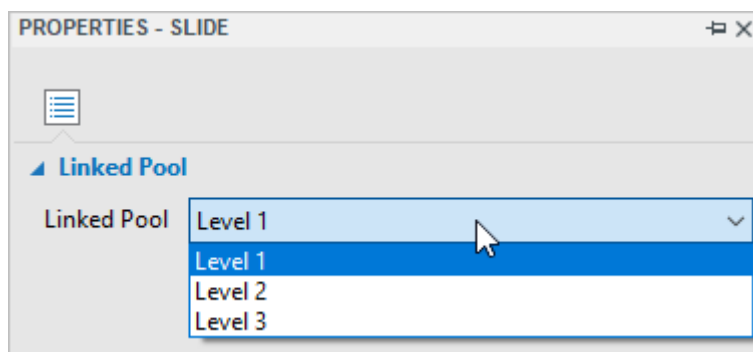 PROPERTIES - SLIDE
Linked Pool
Linked Pool Level 1
Level 1
Level 2
Level 3